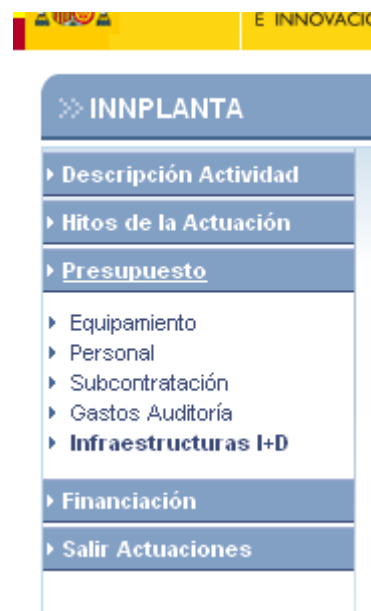 E INNOVACIÓ
INNPLANTA
Descripción Actividad
Hitos de la Actuación
Presupuesto
Equipamiento
Personal
Subcontratación
Gastos Auditoría
Infraestructuras I+D
Financiación
Salir Actuaciones